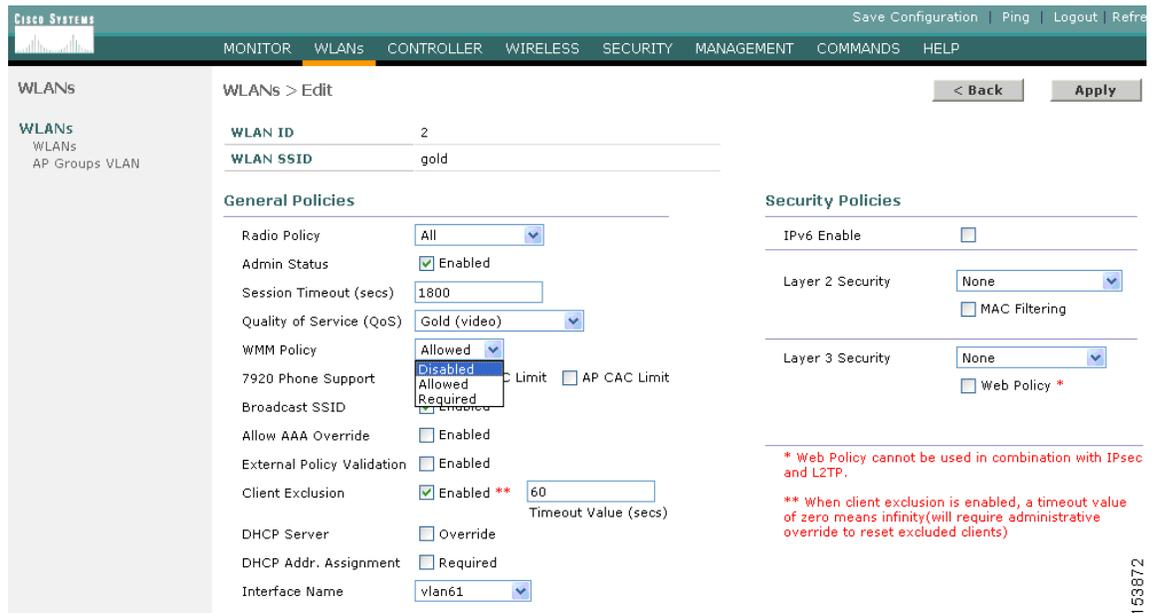 CISCO SYSTEMS
Save Configuration | Ping | Logout | Refre
MONITOR WLANs CONTROLLER WIRELESS SECURITY MANAGEMENT COMMANDS HELP
WLANs
WLANs
WLANs
AP Groups VLAN
WLANs > Edit
< Back Apply
WLAN ID 2
WLAN SSID gold
General Policies
Radio Policy All
Admin Status Enabled
Session Timeout (secs) 1800
Quality of Service (QoS) Gold (video)
WMM Policy Allowed
Disabled
Allowed
Required
7920 Phone Support C Limit AP CAC Limit
Broadcast SSID Enabled
Allow AAA Override Enabled
External Policy Validation Enabled
Client Exclusion Enabled ** 60
Timeout Value (secs)
DHCP Server Override
DHCP Addr. Assignment Required
Interface Name vlan61
Security Policies
IPv6 Enable
Layer 2 Security None
MAC Filtering
Layer 3 Security None
Web Policy *
* Web Policy cannot be used in combination with IPsec
and L2TP.
** When client exclusion is enabled, a timeout value
of zero means infinity(will require administrative
override to reset excluded clients)
153872